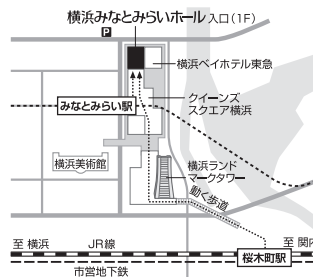 横浜みなとみらいホール 入口(1F)
P
横浜ベイホテル東急
クイーンズ
スクエア横浜
みなとみらい駅
横浜美術館
横浜ランド
マークタワー
動く歩道
至 横浜
JR線
至 関内
桜木町駅
市営地下鉄